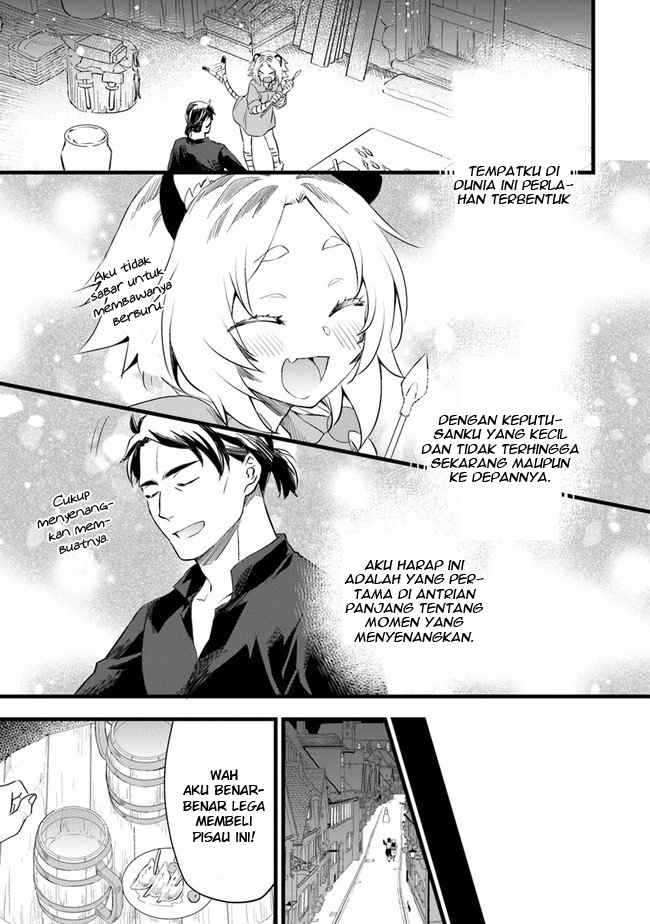 TEMPATKU DI
DUNIA INI PERLA-
HAN TERBENTUK
Aku tidak
sabar untuk
membawanya
berburu.
DENGAN KEPUTU-
SANKU YANG KECIL
DAN TIDAK TERHINGGA
SEKARANG MAUPUN
KE DEPANNYA.
Cukup
menyenang-
kan mem-
buatnya.
AKU HARAP INI
ADALAH YANG PER-
TAMA DI ANTRIAN
PANJANG TENTANG
MOMEN YANG
MENYENANGKAN.
WAH
AKU BENAR-
BENAR LEGA
MEMBELI
PISAU INI!